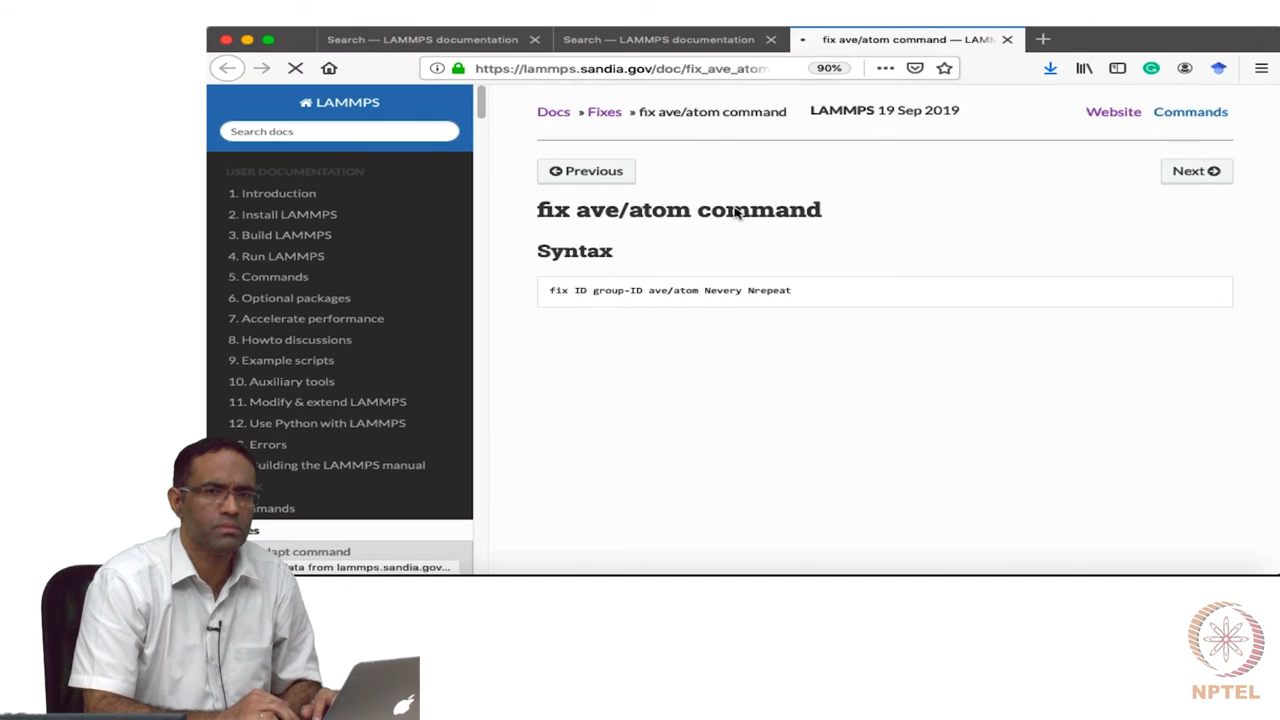 Search — LAMMPS documentation
Search — LAMMPS documentation
fix ave/atom command — LAMM
https://lammps.sandia.gov/doc/fix_ave_atom
90%
LAMMPS
Search docs
USER DOCUMENTATION
1. Introduction
2. Install LAMMPS
3. Build LAMMPS
4. Run LAMMPS
5. Commands
6. Optional packages
7. Accelerate performance
8. Howto discussions
9. Example scripts
10. Auxiliary tools
11. Modify & extend LAMMPS
12. Use Python with LAMMPS
Errors
uilding the LAMMPS manual
mmands
es
apt command
ata from lammps.sandia.gov...
Docs » Fixes » fix ave/atom command
LAMMPS 19 Sep 2019
Website Commands
Previous
Next
fix ave/atom command
Syntax
fix ID group-ID ave/atom Nevery Nrepeat
NPTEL